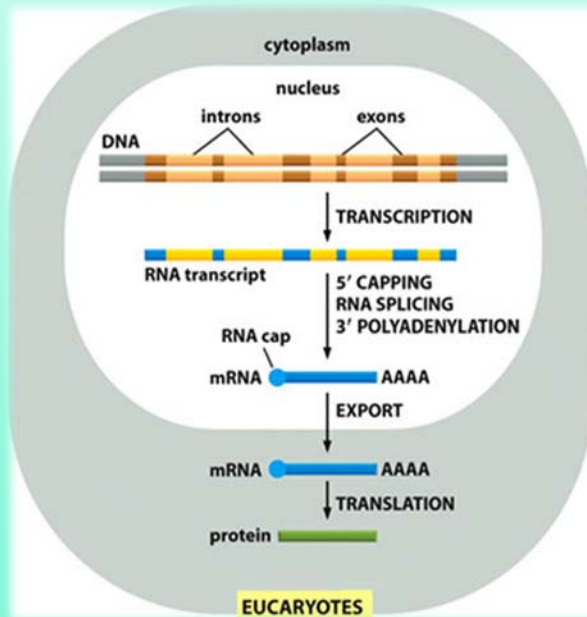 cytoplasm
nucleus
introns
exons
DNA
TRANSCRIPTION
RNA transcript
5' CAPPING
RNA SPLICING
3' POLYADENYLATION
RNA cap
mRNA AAAA
EXPORT
mRNA AAAA
TRANSLATION
protein
EUCARYOTES